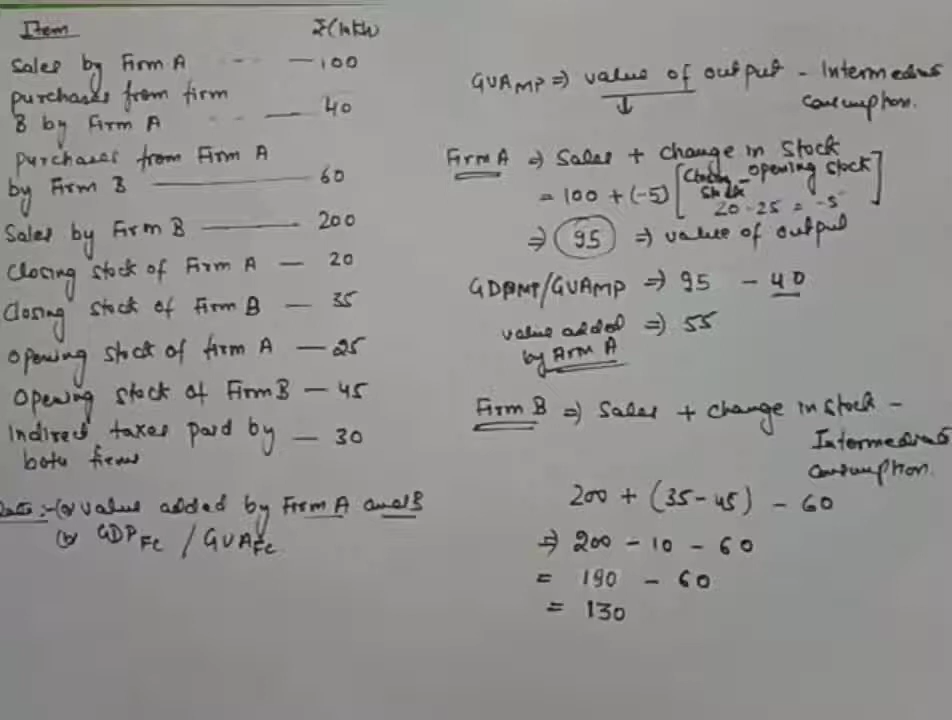 Item ₹(lakh)
Sales by Firm A -- — 100
purchases from firm
B by Firm A -- — 40
purchases from Firm A
by Firm B — 60
Sales by Firm B — 200
Closing stock of Firm A — 20
Closing stock of Firm B — 35
Opening stock of firm A — 25
Opening stock of Firm B — 45
Indirect taxes paid by
both firms — 30
value added by Firm A and B
(b) GDPFC / GVAFC
GVAMP ⇒ value of output - Intermediate
consumption.
Firm A ⇒ Sales + change in stock
= 100 + (-5) [Closing stock - opening stock
20 - 25 = -5]
⇒ 95 ⇒ value of output
GDPMP/GVAMP ⇒ 95 - 40
value added ⇒ 55
by Firm A
Firm B ⇒ Sales + change in stock -
Intermediate
consumption.
200 + (35-45) - 60
⇒ 200 - 10 - 60
= 190 - 60
= 130